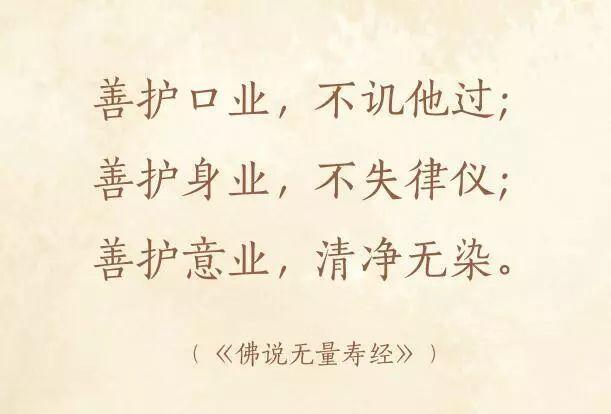 善护口业，不讥他过；
善护身业，不失律仪；
善护意业，清净无染。
（《佛说无量寿经》）